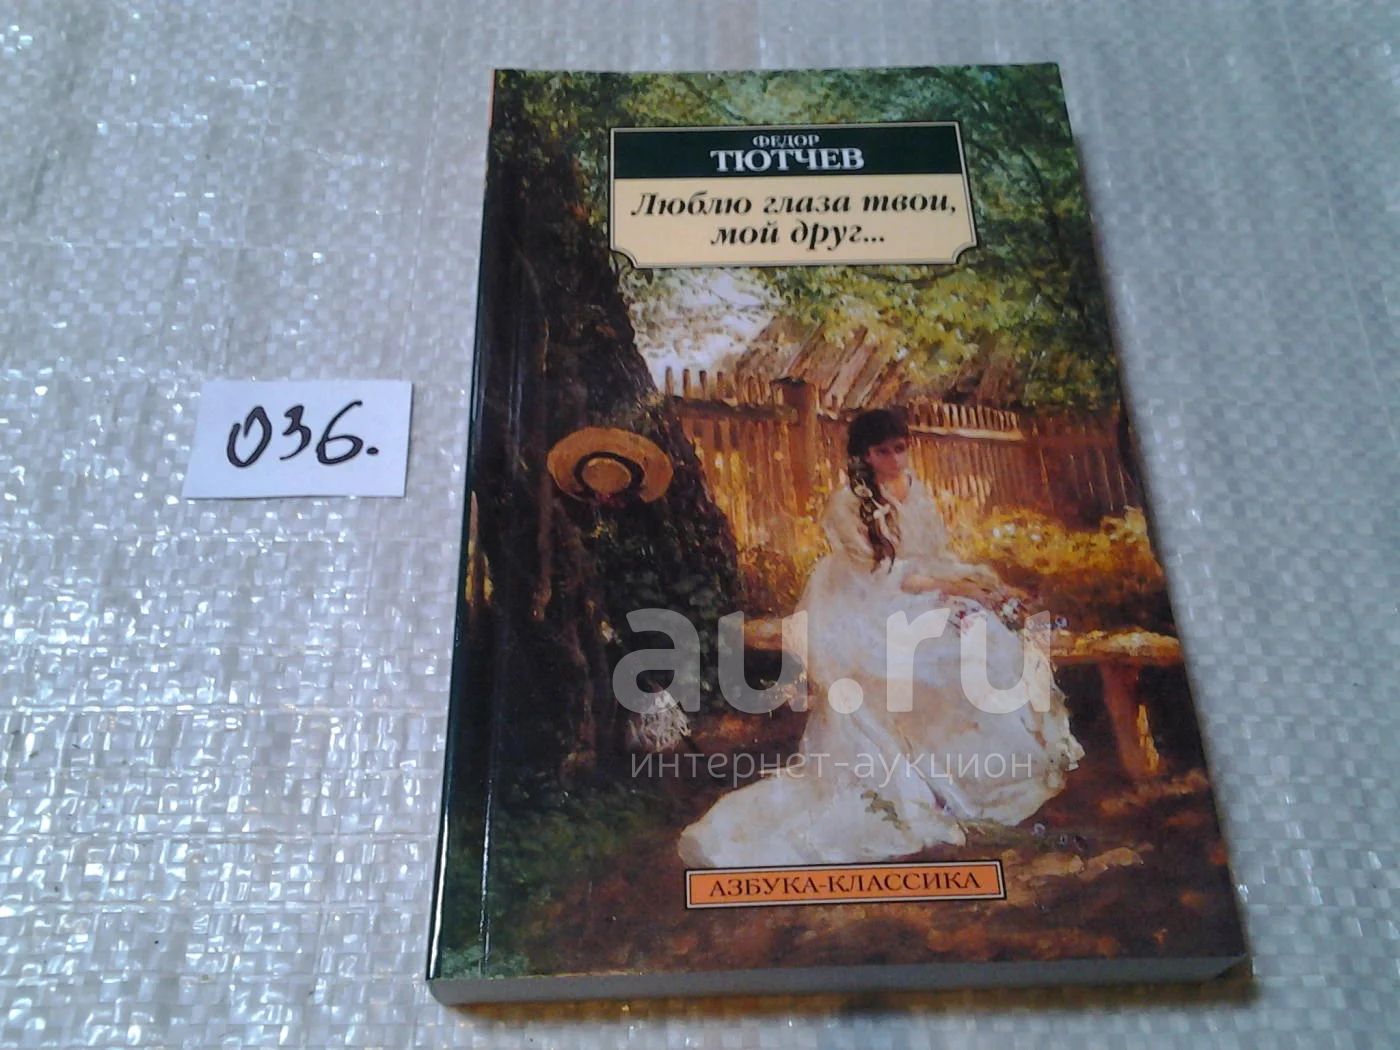 ФЕДОР
ТЮТЧЕВ
Люблю глаза твои,
мой друг...
036.
au.ru
интернет-аукцион
АЗБУКА-КЛАССИКА